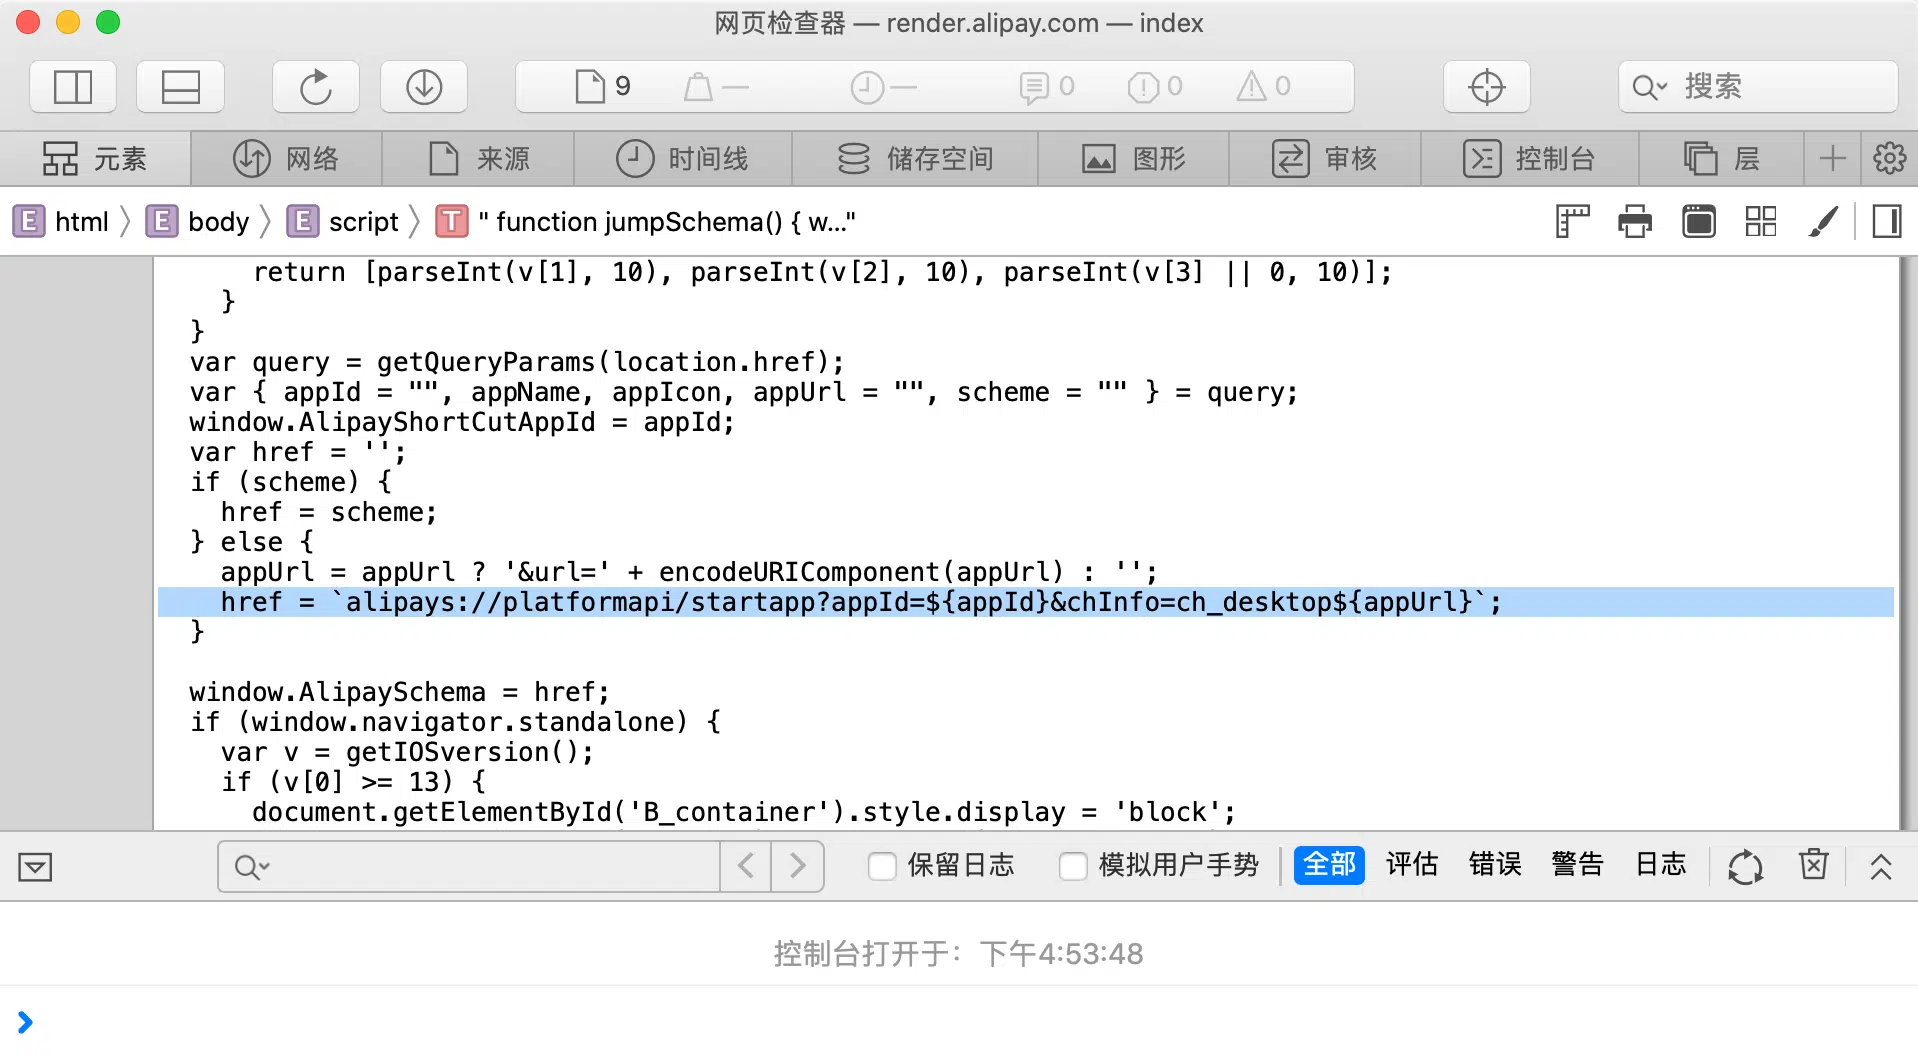 网页检查器 — render.alipay.com — index
9 — — 0 0 0 搜索
元素 网络 来源 时间线 储存空间 图形 审核 控制台 层
E html E body E script T " function jumpSchema() { w..."
return [parseInt(v[1], 10), parseInt(v[2], 10), parseInt(v[3] || 0, 10)];
}
}
var query = getQueryParams(location.href);
var { appId = "", appName, appIcon, appUrl = "", scheme = "" } = query;
window.AlipayShortCutAppId = appId;
var href = '';
if (scheme) {
href = scheme;
} else {
appUrl = appUrl ? '&url=' + encodeURIComponent(appUrl) : '';
href = `alipays://platformapi/startapp?appId=${appId}&chInfo=ch_desktop${appUrl}`;
}
window.AlipaySchema = href;
if (window.navigator.standalone) {
var v = getIOSversion();
if (v[0] >= 13) {
document.getElementById('B_container').style.display = 'block';
保留日志 模拟用户手势 全部 评估 错误 警告 日志
控制台打开于：下午4:53:48